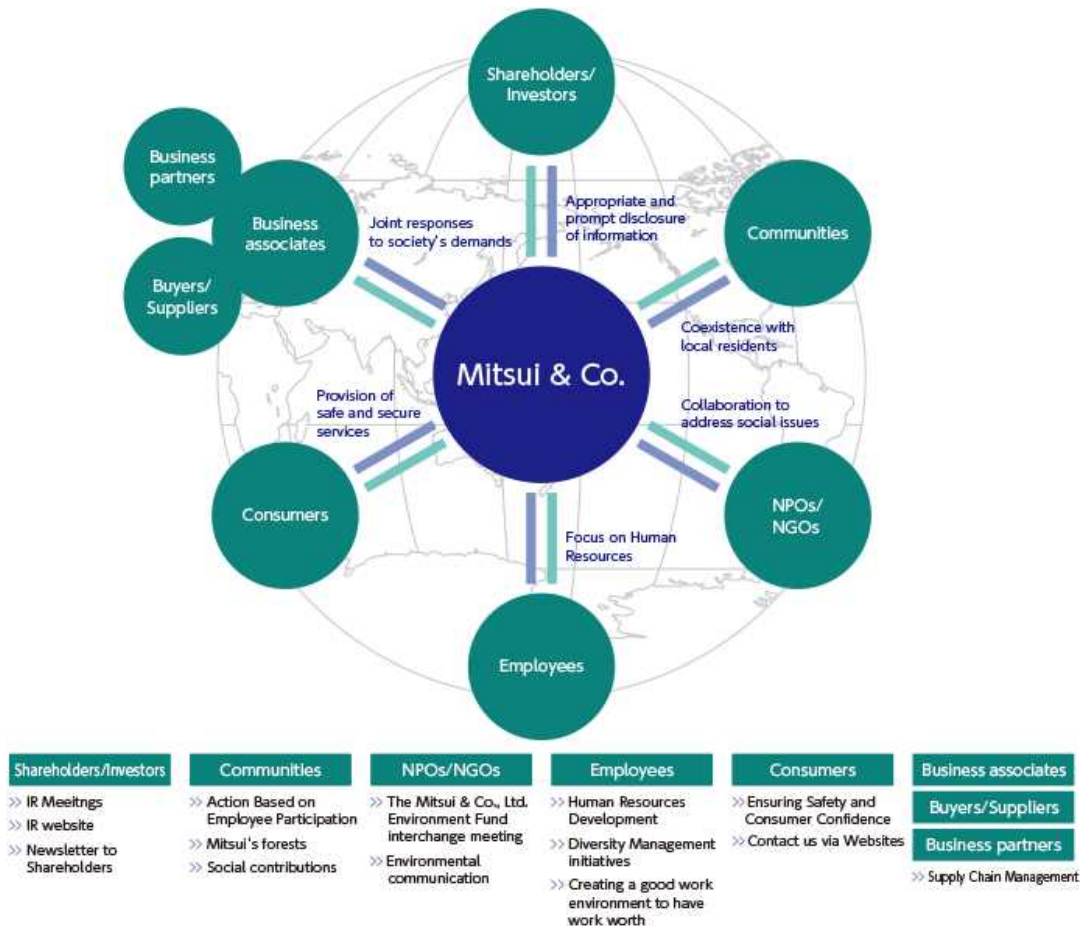 Shareholders/
Investors
Business
partners
Business
associates
Buyers/
Suppliers
Joint responses
to society's demands
Appropriate and
prompt disclosure
of information
Communities
Mitsui & Co.
Coexistence with
local residents
Provision of
safe and secure
services
Collaboration to
address social issues
Consumers
NPOs/
NGOs
Focus on Human
Resources
Employees
Shareholders/Investors
>> IR Meeitngs
>> IR website
>> Newsletter to
Shareholders
Communities
>> Action Based on
Employee Participation
>> Mitsui's forests
>> Social contributions
NPOs/NGOs
>> The Mitsui & Co., Ltd.
Environment Fund
interchange meeting
>> Environmental
communication
Employees
>> Human Resources
Development
>> Diversity Management
initiatives
>> Creating a good work
environment to have
work worth
Consumers
>> Ensuring Safety and
Consumer Confidence
>> Contact us via Websites
Business associates
Buyers/Suppliers
Business partners
>> Supply Chain Management